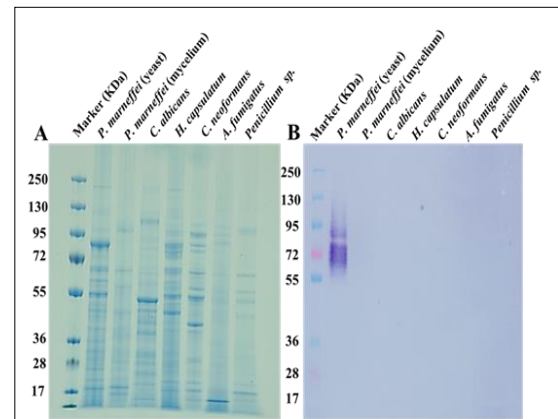 A
Marker (KDa)
P. marneffei (yeast)
P. marneffei (mycelium)
C. albicans
H. capsulatum
C. neoformans
A. fumigatus
Penicillium sp.
250
130
95
72
55
36
28
17
B
Marker (KDa)
P. marneffei (yeast)
P. marneffei (mycelium)
C. albicans
H. capsulatum
C. neoformans
A. fumigatus
Penicillium sp.
250
130
95
72
55
36
28
17